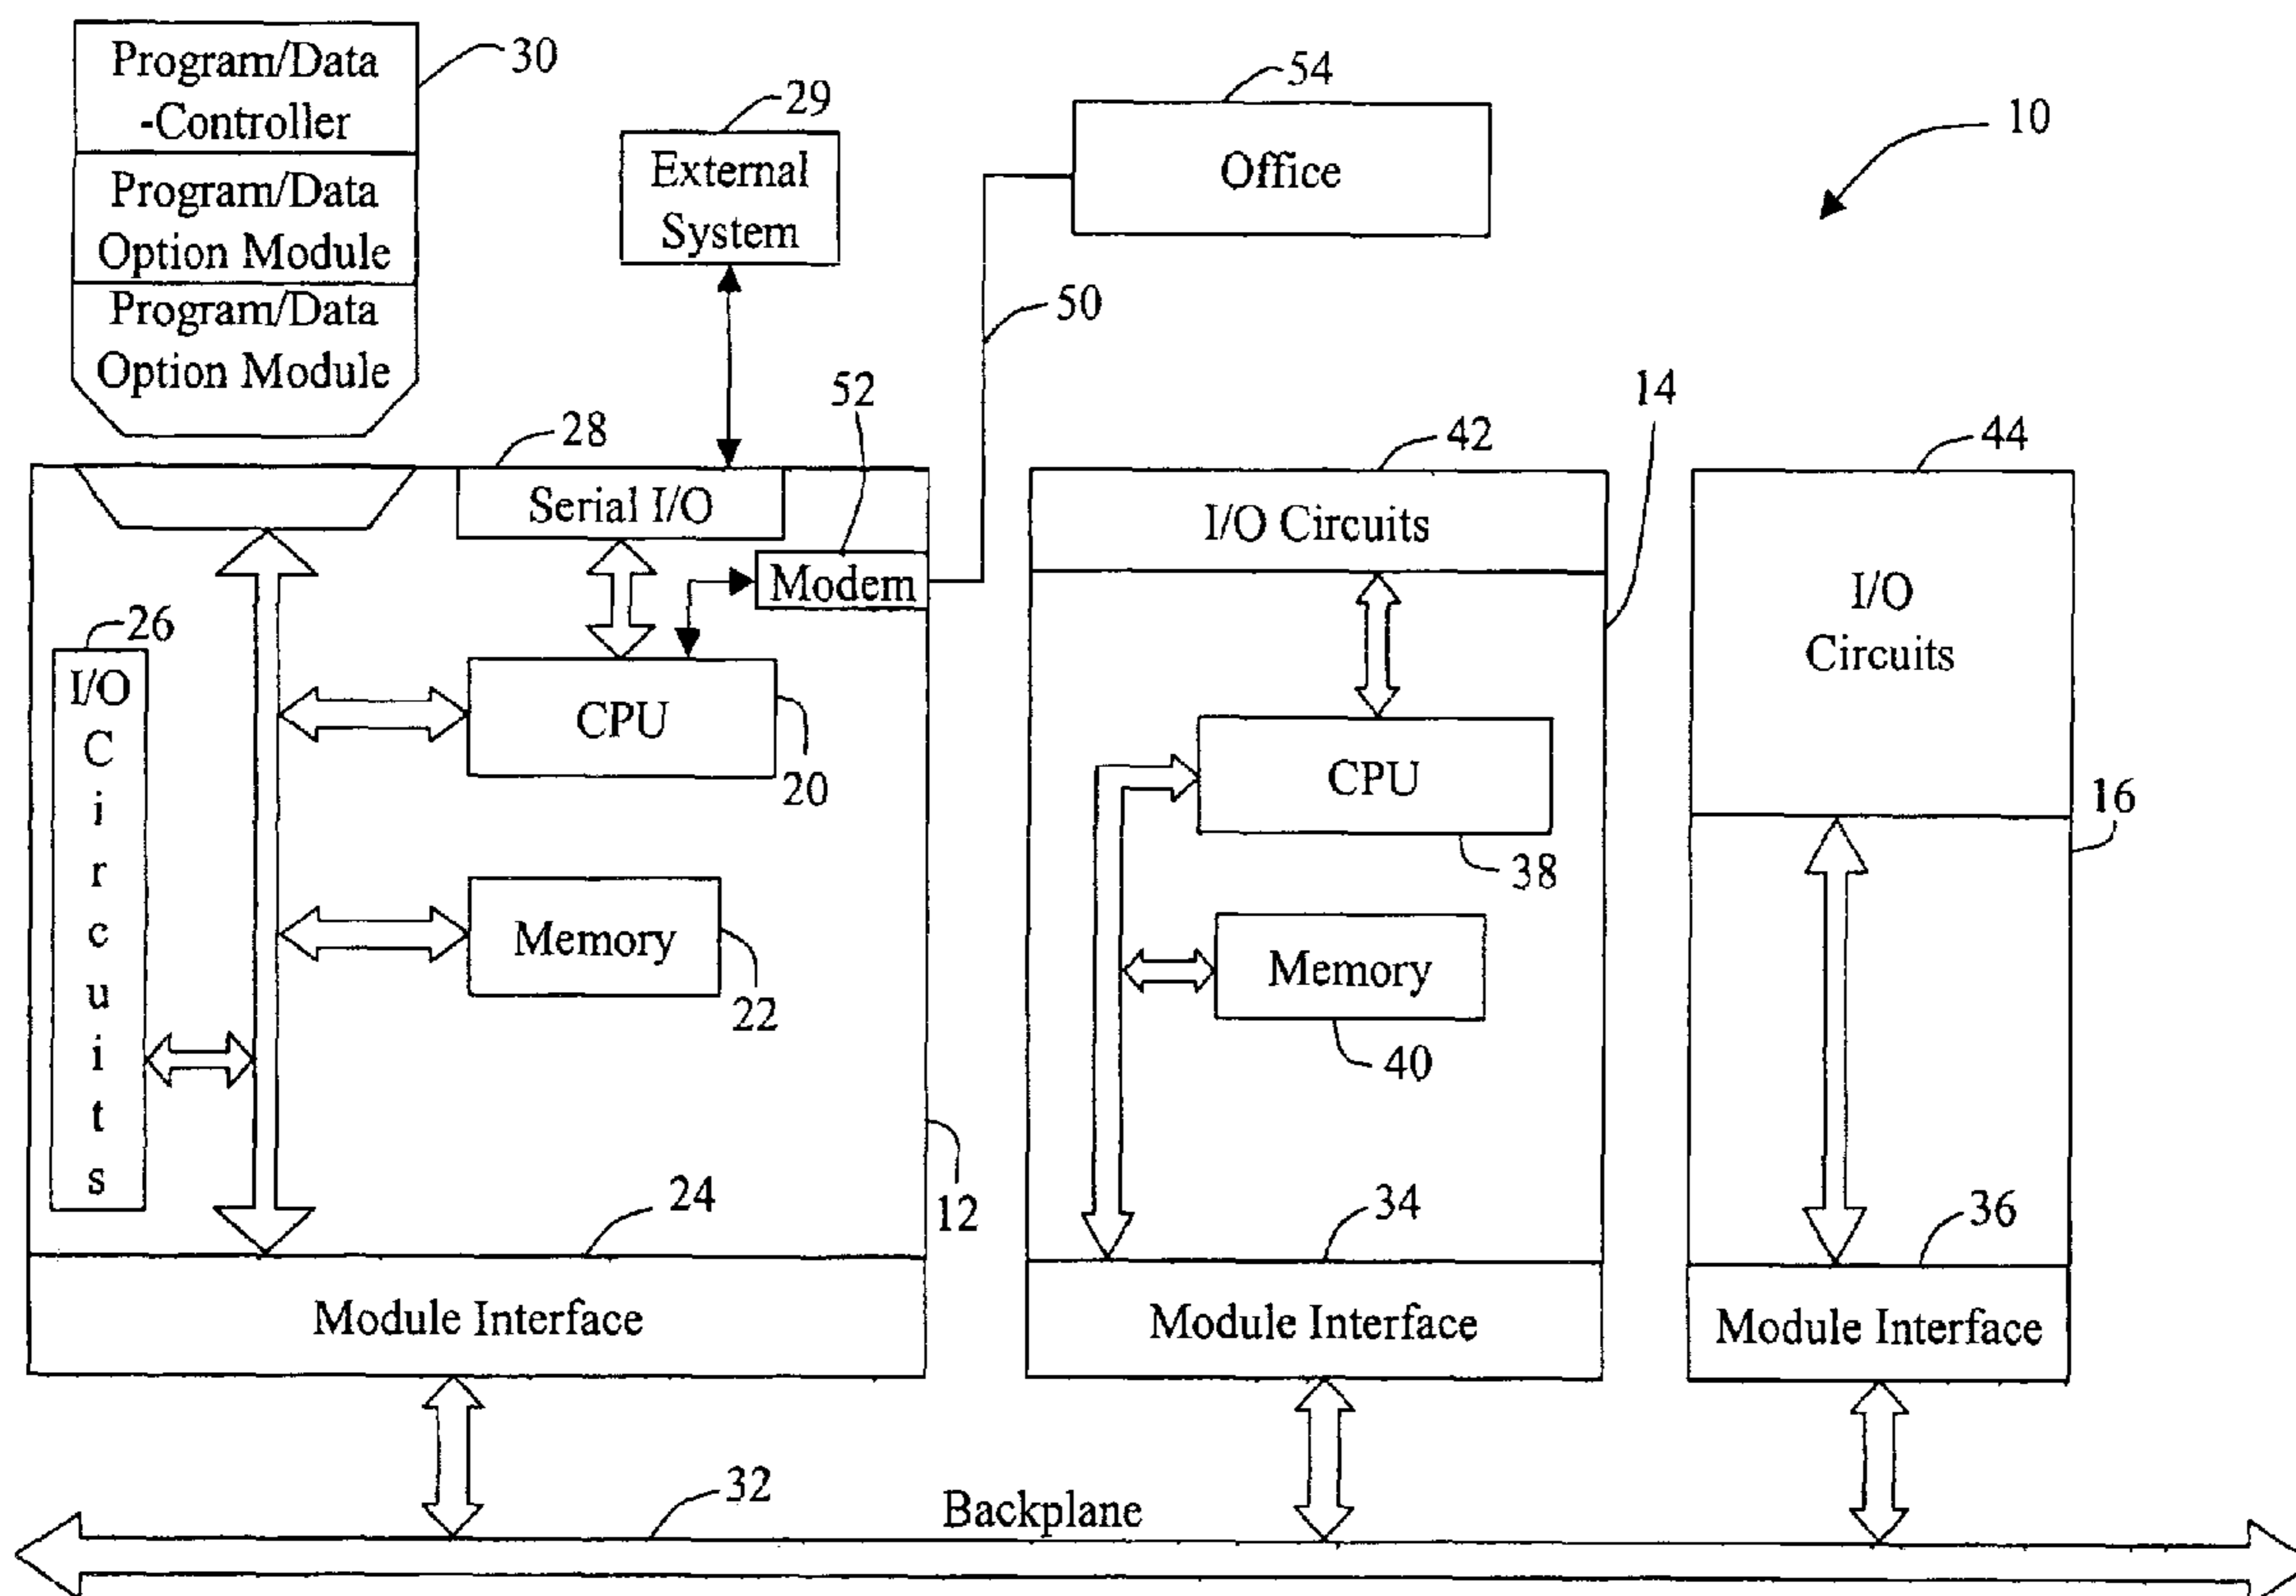 Program/Data
-Controller
Program/Data
Option Module
Program/Data
Option Module
30
29
External
System
54
Office
10
50
52
28
Serial I/O
Modem
26
I/O
C
i
r
c
u
i
t
s
CPU
20
Memory
22
12
24
Module Interface
42
14
I/O Circuits
CPU
38
Memory
40
34
Module Interface
44
I/O
Circuits
16
36
Module Interface
32
Backplane